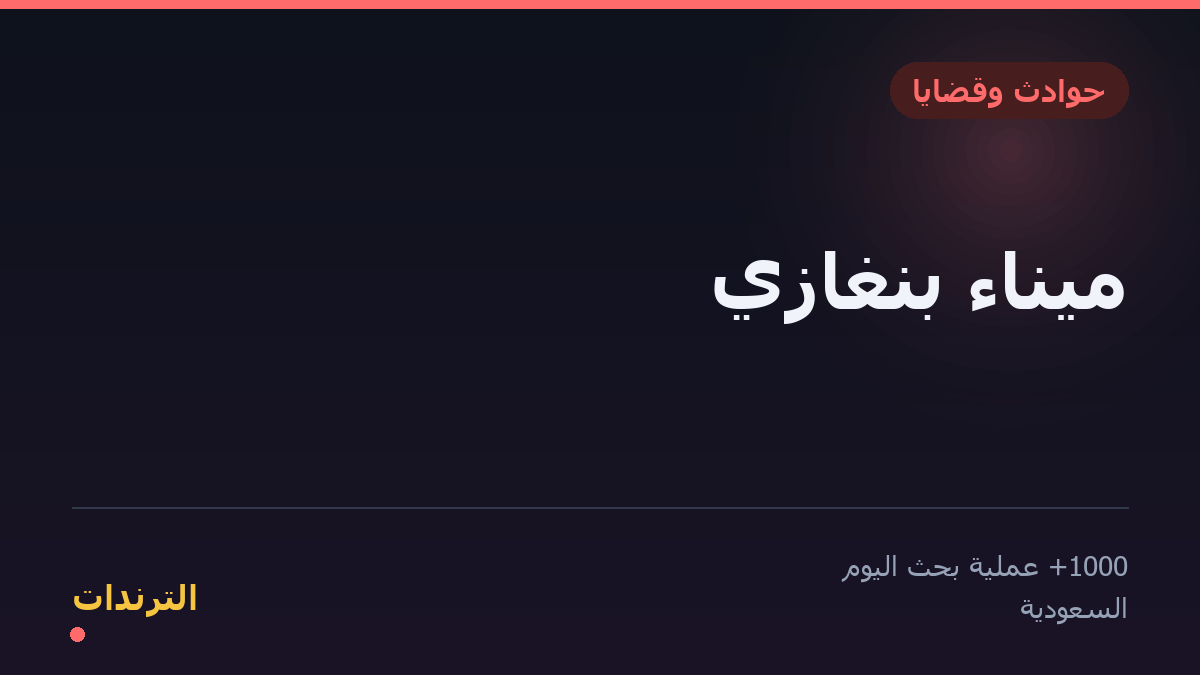 حوادث وقضايا
ميناء بنغازي
1000+ عملية بحث اليوم
السعودية
الترندات